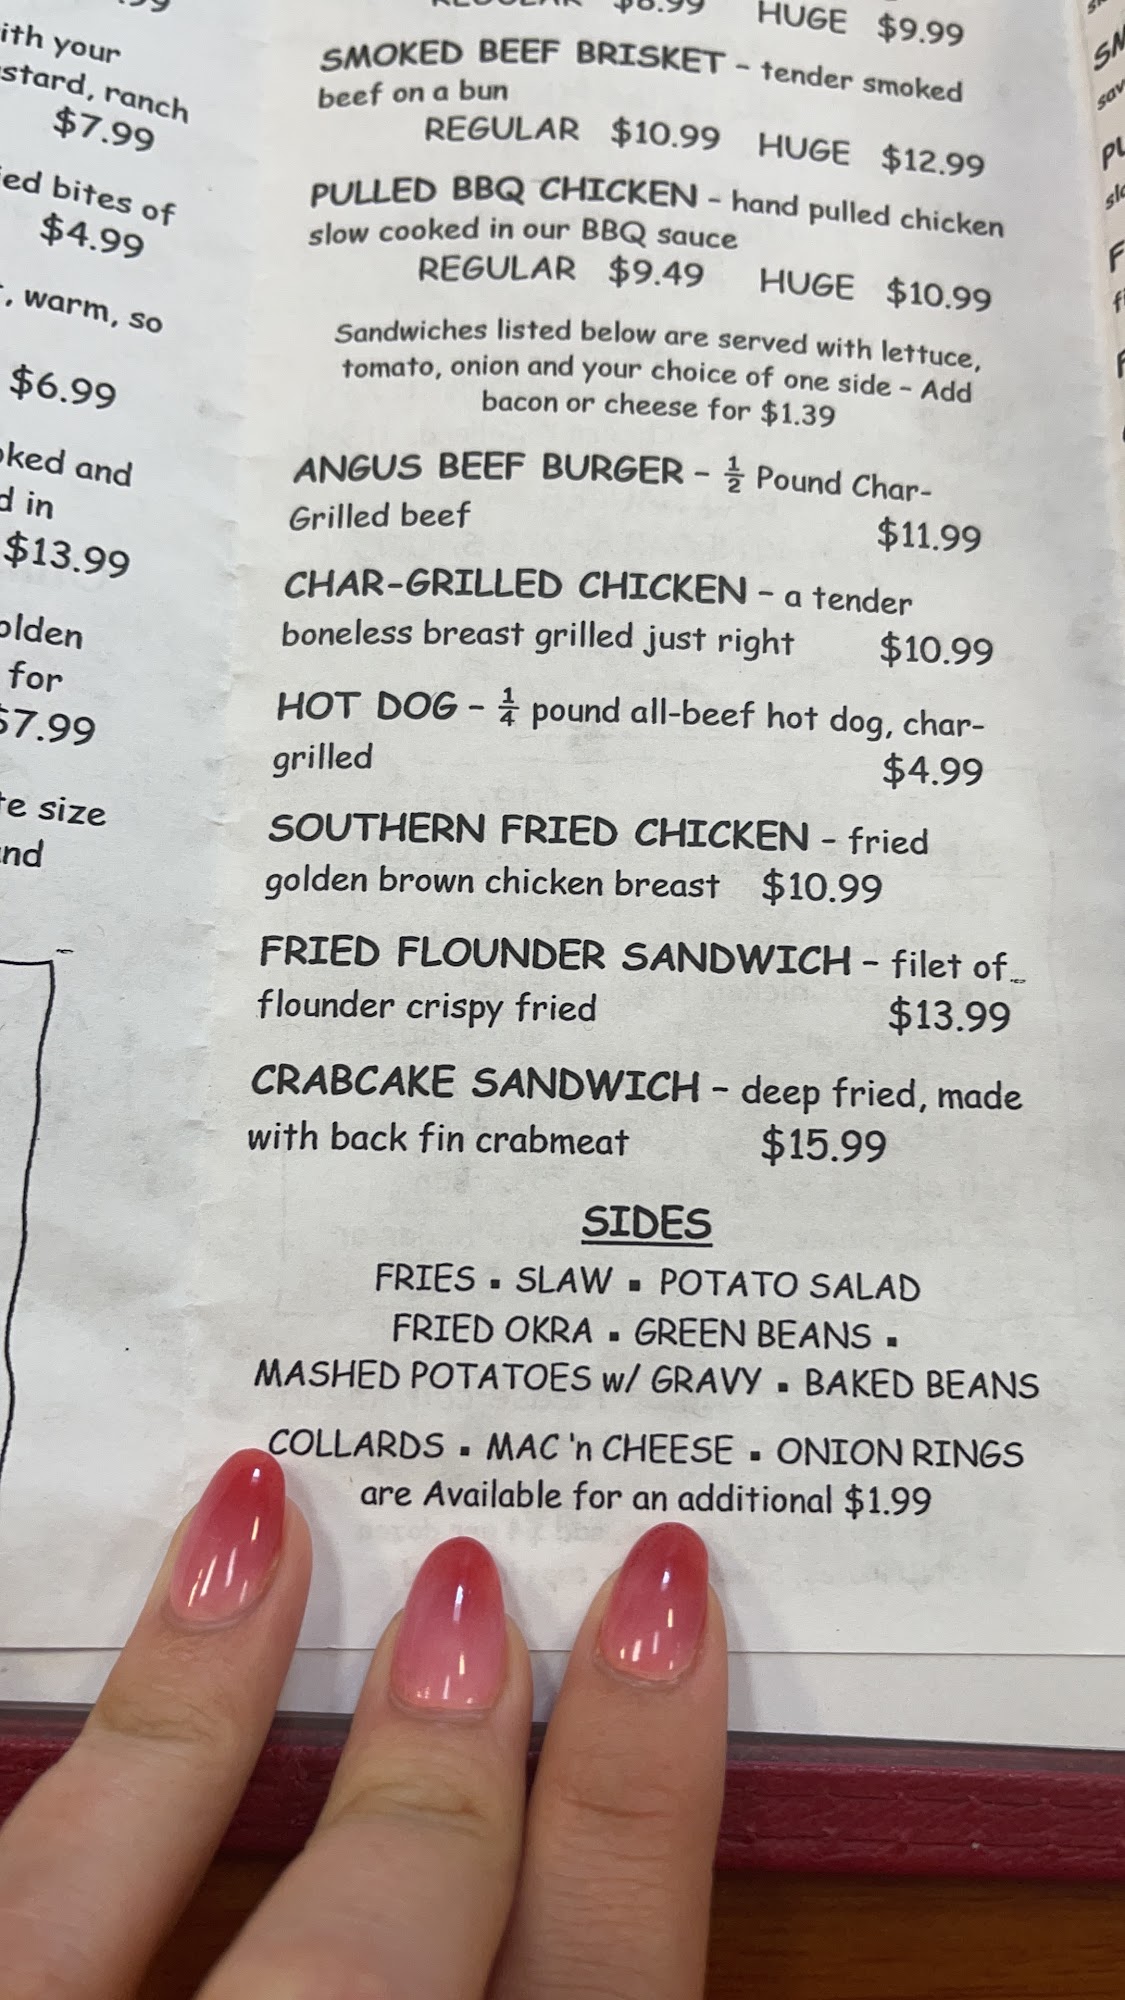 ith your
stard, ranch
$7.99
ed bites of
$4.99
, warm, so
$6.99
ked and
d in
$13.99
olden
for
$7.99
te size
and
$8.99 HUGE $9.99
SMOKED BEEF BRISKET - tender smoked
beef on a bun
REGULAR $10.99 HUGE $12.99
PULLED BBQ CHICKEN - hand pulled chicken
slow cooked in our BBQ sauce
REGULAR $9.49 HUGE $10.99
Sandwiches listed below are served with lettuce,
tomato, onion and your choice of one side - Add
bacon or cheese for $1.39
ANGUS BEEF BURGER - ½ Pound Char-
Grilled beef $11.99
CHAR-GRILLED CHICKEN - a tender
boneless breast grilled just right $10.99
HOT DOG - ¼ pound all-beef hot dog, char-
grilled $4.99
SOUTHERN FRIED CHICKEN - fried
golden brown chicken breast $10.99
FRIED FLOUNDER SANDWICH - filet of
flounder crispy fried $13.99
CRABCAKE SANDWICH - deep fried, made
with back fin crabmeat $15.99
SIDES
FRIES ▪ SLAW ▪ POTATO SALAD
FRIED OKRA ▪ GREEN BEANS ▪
MASHED POTATOES w/ GRAVY ▪ BAKED BEANS
COLLARDS ▪ MAC 'n CHEESE ▪ ONION RINGS
are Available for an additional $1.99